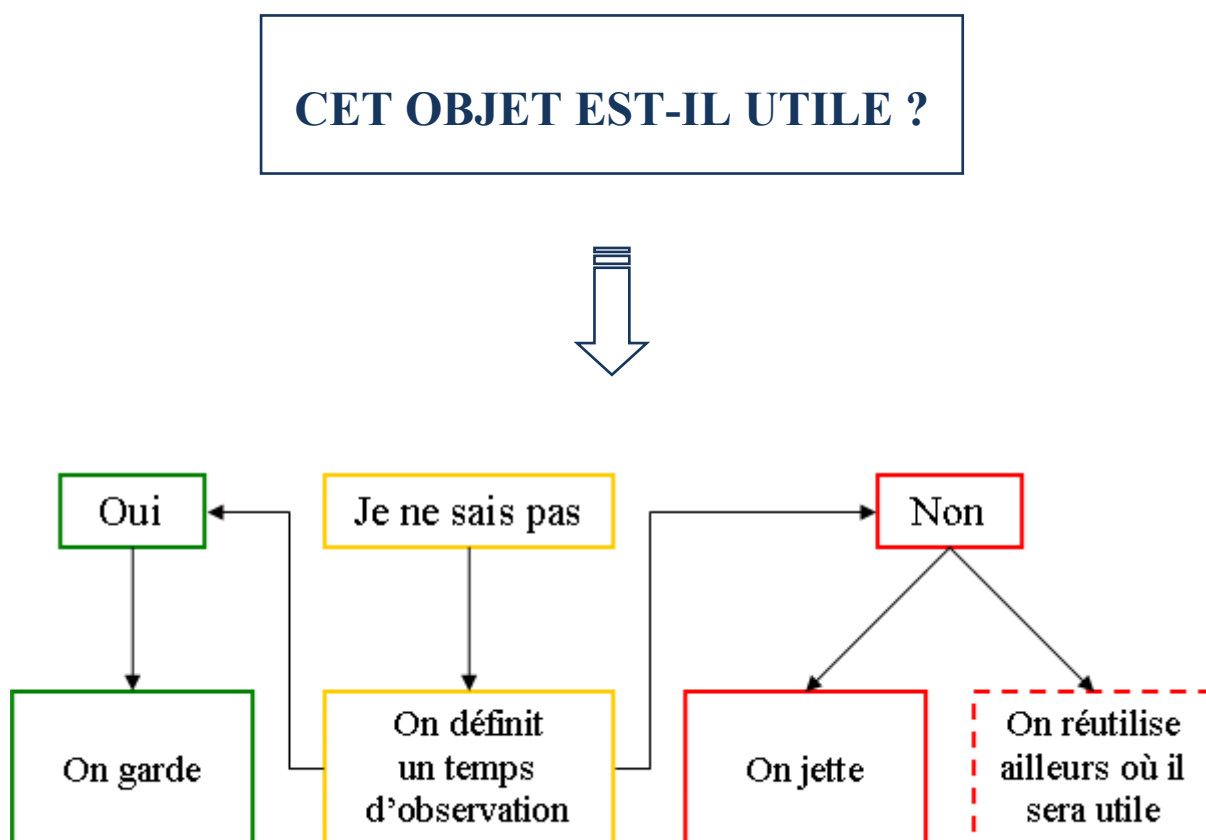 CET OBJET EST-IL UTILE ?
Oui
Je ne sais pas
Non
On garde
On définit
un temps
d’observation
On jette
On réutilise
ailleurs où il
sera utile